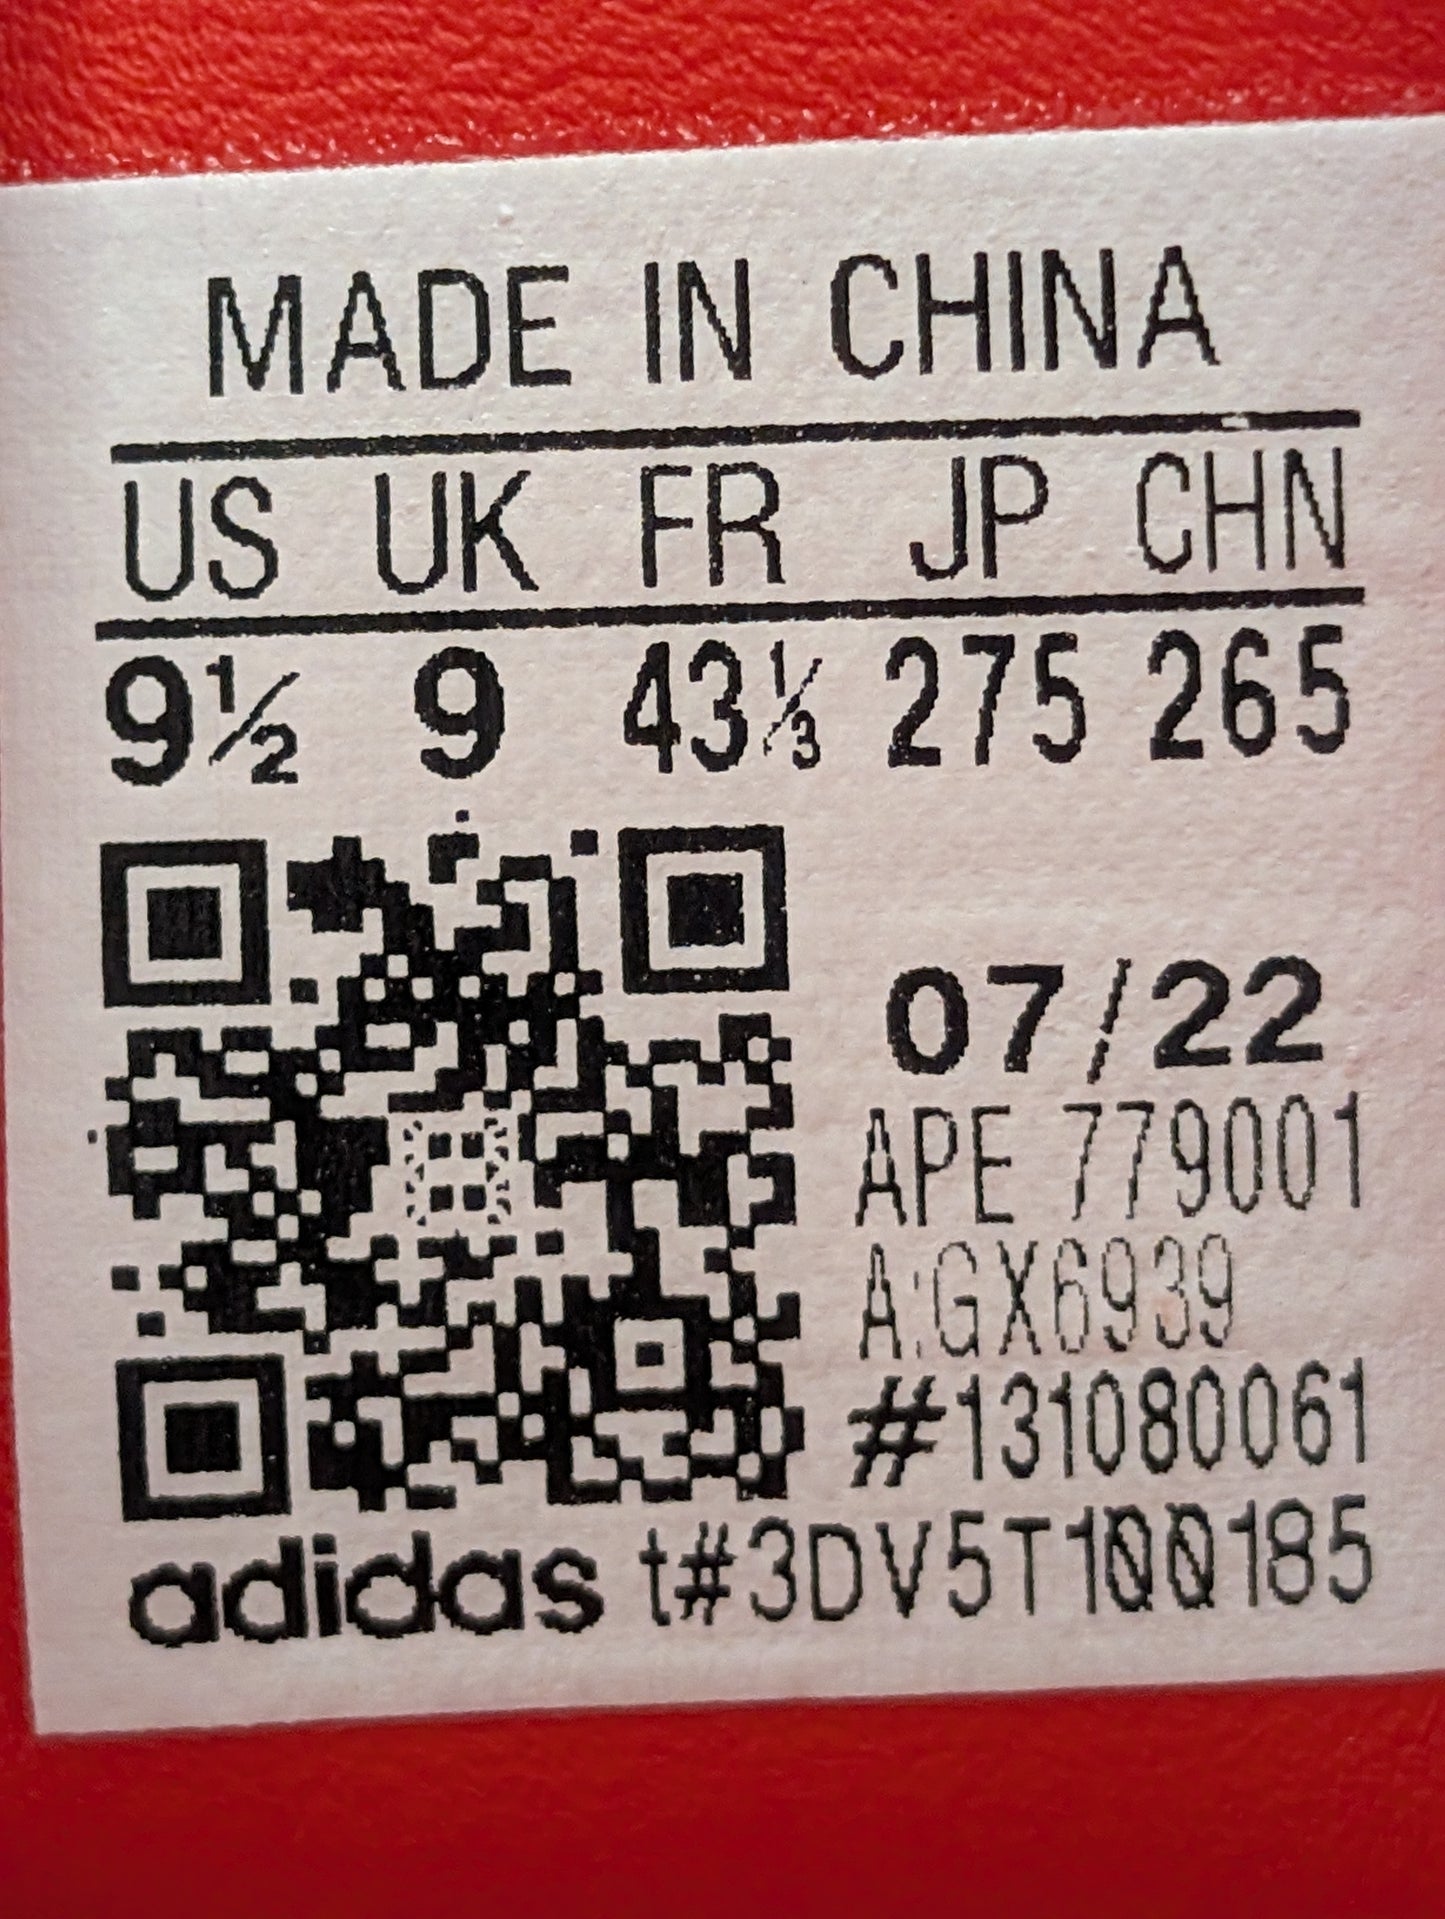 MADE IN CHINA
US UK FR JP CHN
9½ 9 43⅓ 275 265
07/22
APE 779001
A:GX6939
#131080061
adidas t#3DV5T100185